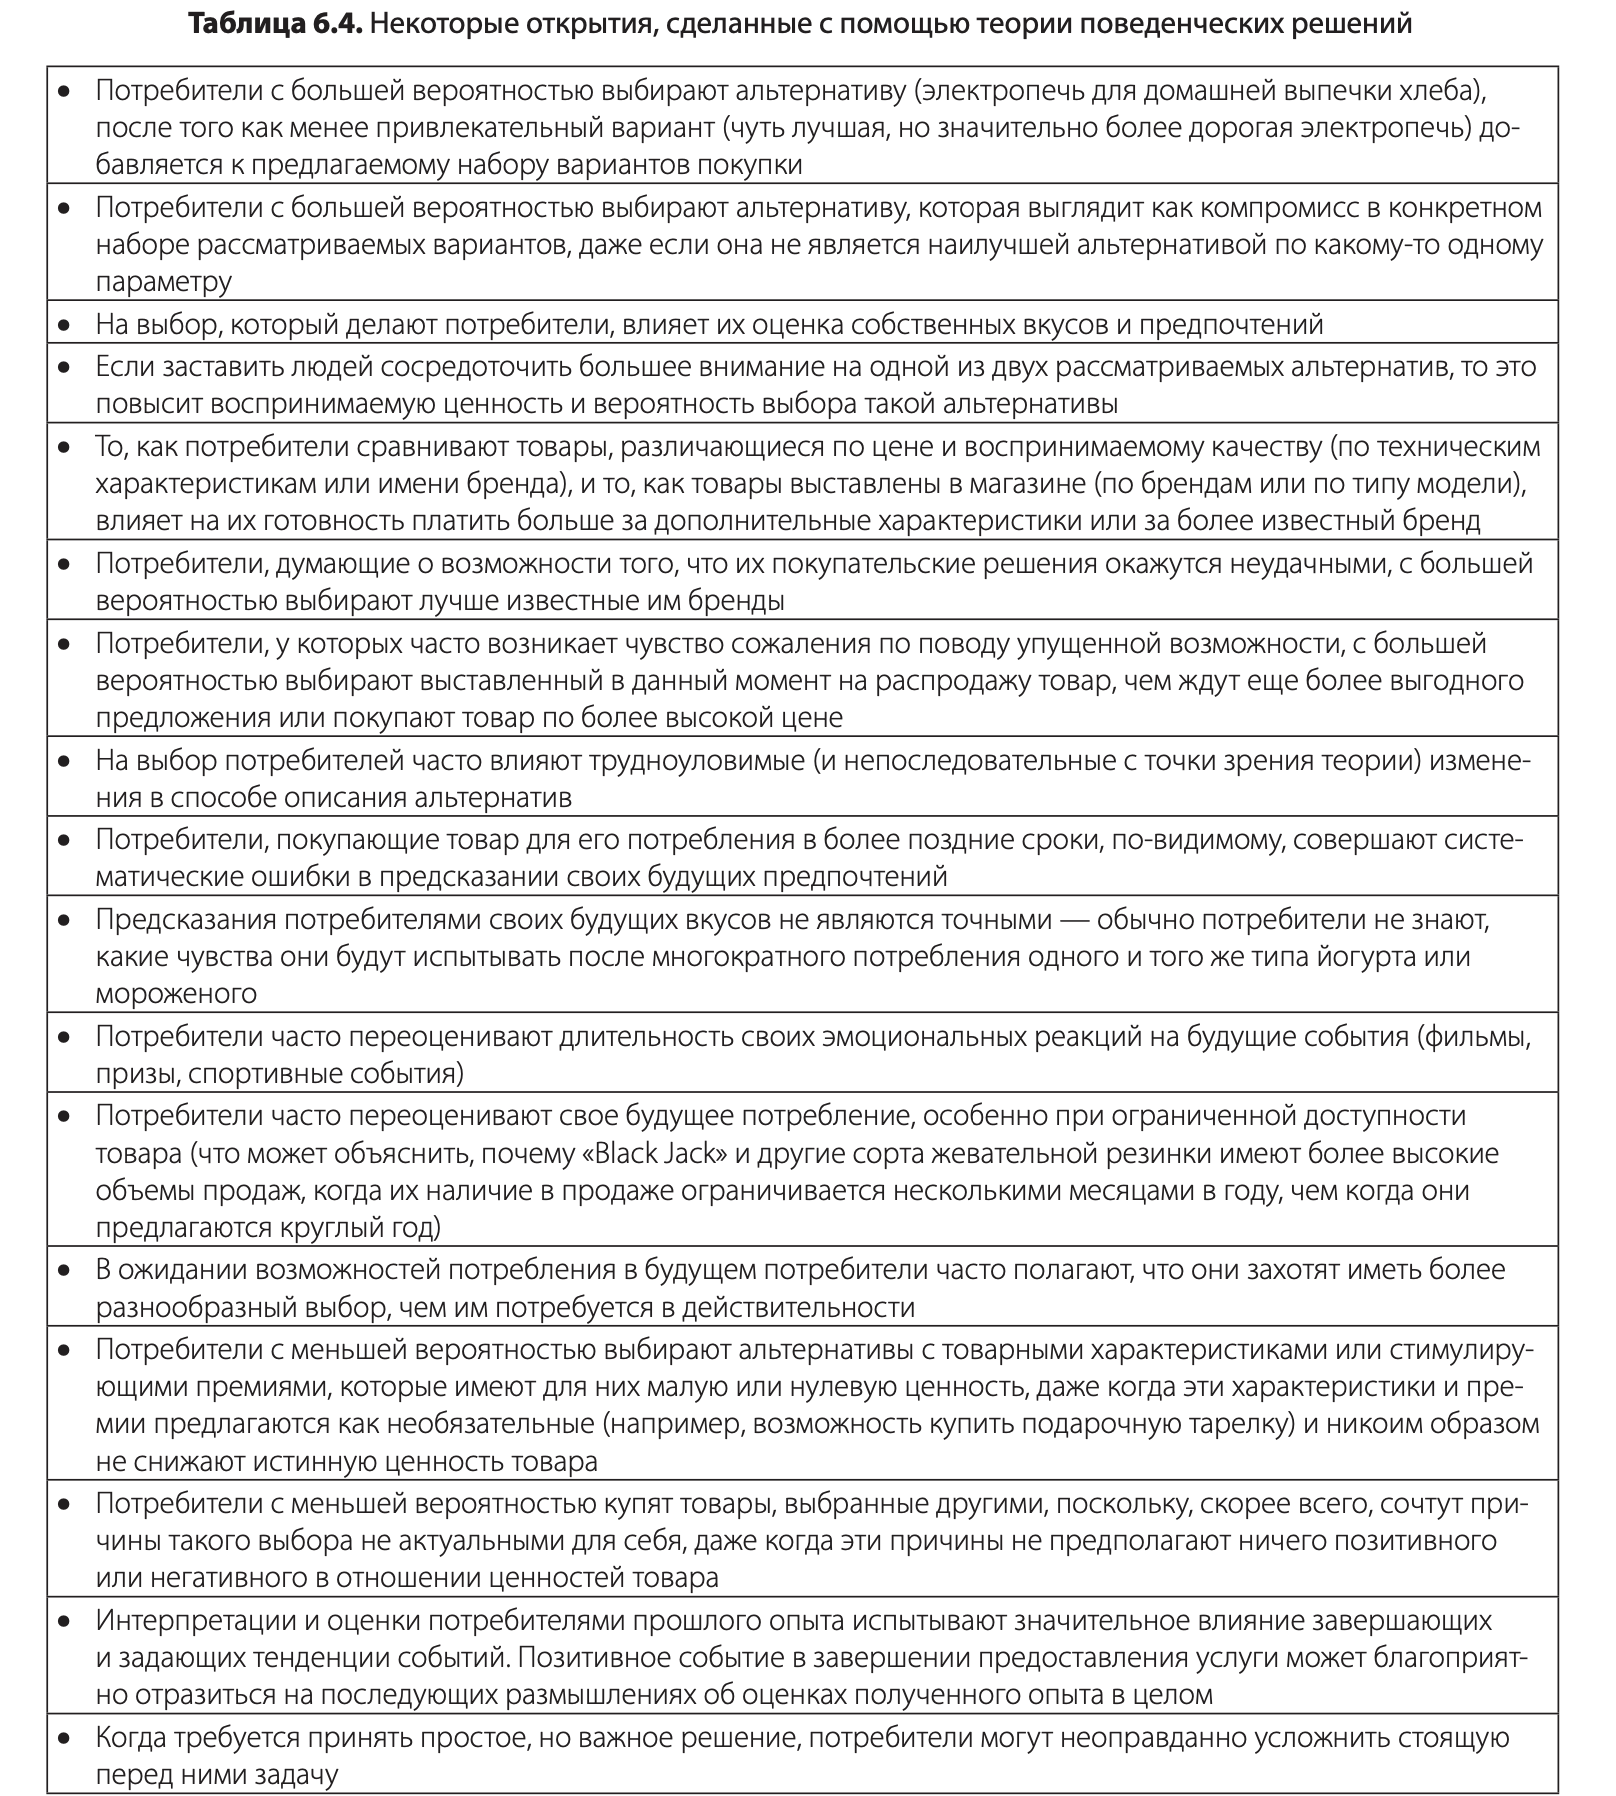 Таблица 6.4. Некоторые открытия, сделанные с помощью теории поведенческих решений
• Потребители с большей вероятностью выбирают альтернативу (электропечь для домашней выпечки хлеба),
после того как менее привлекательный вариант (чуть лучшая, но значительно более дорогая электропечь) до-
бавляется к предлагаемому набору вариантов покупки
• Потребители с большей вероятностью выбирают альтернативу, которая выглядит как компромисс в конкретном
наборе рассматриваемых вариантов, даже если она не является наилучшей альтернативой по какому-то одному
параметру
• На выбор, который делают потребители, влияет их оценка собственных вкусов и предпочтений
• Если заставить людей сосредоточить большее внимание на одной из двух рассматриваемых альтернатив, то это
повысит воспринимаемую ценность и вероятность выбора такой альтернативы
• То, как потребители сравнивают товары, различающиеся по цене и воспринимаемому качеству (по техническим
характеристикам или имени бренда), и то, как товары выставлены в магазине (по брендам или по типу модели),
влияет на их готовность платить больше за дополнительные характеристики или за более известный бренд
• Потребители, думающие о возможности того, что их покупательские решения окажутся неудачными, с большей
вероятностью выбирают лучше известные им бренды
• Потребители, у которых часто возникает чувство сожаления по поводу упущенной возможности, с большей
вероятностью выбирают выставленный в данный момент на распродажу товар, чем ждут еще более выгодного
предложения или покупают товар по более высокой цене
• На выбор потребителей часто влияют трудноуловимые (и непоследовательные с точки зрения теории) измене-
ния в способе описания альтернатив
• Потребители, покупающие товар для его потребления в более поздние сроки, по-видимому, совершают систе-
матические ошибки в предсказании своих будущих предпочтений
• Предсказания потребителями своих будущих вкусов не являются точными — обычно потребители не знают,
какие чувства они будут испытывать после многократного потребления одного и того же типа йогурта или
мороженого
• Потребители часто переоценивают длительность своих эмоциональных реакций на будущие события (фильмы,
призы, спортивные события)
• Потребители часто переоценивают свое будущее потребление, особенно при ограниченной доступности
товара (что может объяснить, почему «Black Jack» и другие сорта жевательной резинки имеют более высокие
объемы продаж, когда их наличие в продаже ограничивается несколькими месяцами в году, чем когда они
предлагаются круглый год)
• В ожидании возможностей потребления в будущем потребители часто полагают, что они захотят иметь более
разнообразный выбор, чем им потребуется в действительности
• Потребители с меньшей вероятностью выбирают альтернативы с товарными характеристиками или стимулиру-
ющими премиями, которые имеют для них малую или нулевую ценность, даже когда эти характеристики и пре-
мии предлагаются как необязательные (например, возможность купить подарочную тарелку) и никоим образом
не снижают истинную ценность товара
• Потребители с меньшей вероятностью купят товары, выбранные другими, поскольку, скорее всего, сочтут при-
чины такого выбора не актуальными для себя, даже когда эти причины не предполагают ничего позитивного
или негативного в отношении ценностей товара
• Интерпретации и оценки потребителями прошлого опыта испытывают значительное влияние завершающих
и задающих тенденции событий. Позитивное событие в завершении предоставления услуги может благоприят-
но отразиться на последующих размышлениях об оценках полученного опыта в целом
• Когда требуется принять простое, но важное решение, потребители могут неоправданно усложнить стоящую
перед ними задачу